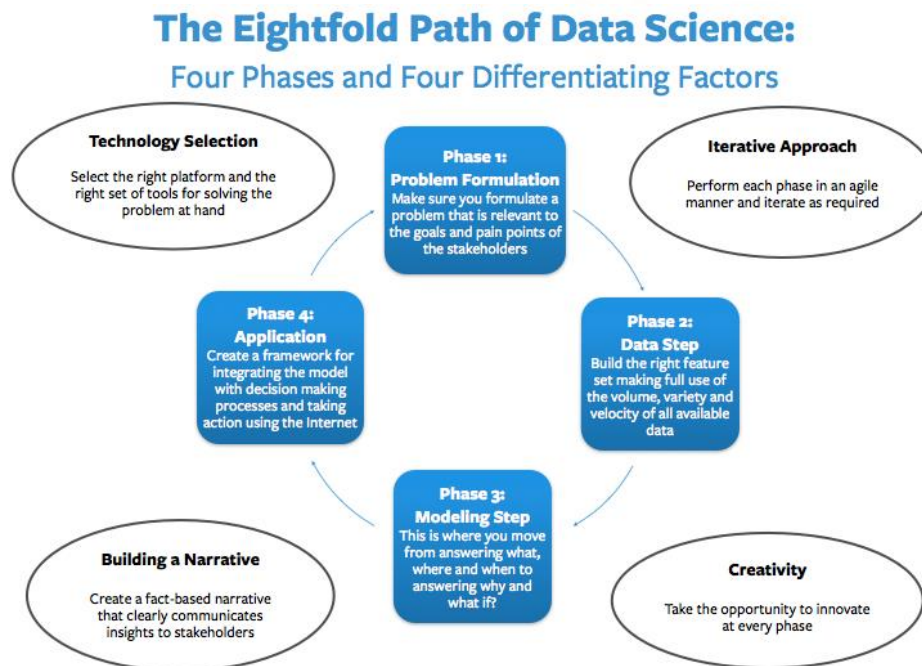 The Eightfold Path of Data Science:
Four Phases and Four Differentiating Factors
Technology Selection
Select the right platform and the
right set of tools for solving the
problem at hand
Phase 1:
Problem Formulation
Make sure you formulate a
problem that is relevant to
the goals and pain points of
the stakeholders
Iterative Approach
Perform each phase in an agile
manner and iterate as required
Phase 4:
Application
Create a framework for
integrating the model
with decision making
processes and taking
action using the Internet
Phase 2:
Data Step
Build the right feature
set making full use of
the volume, variety and
velocity of all available
data
Phase 3:
Modeling Step
This is where you move
from answering what,
where and when to
answering why and
what if?
Building a Narrative
Create a fact-based narrative
that clearly communicates
insights to stakeholders
Creativity
Take the opportunity to innovate
at every phase